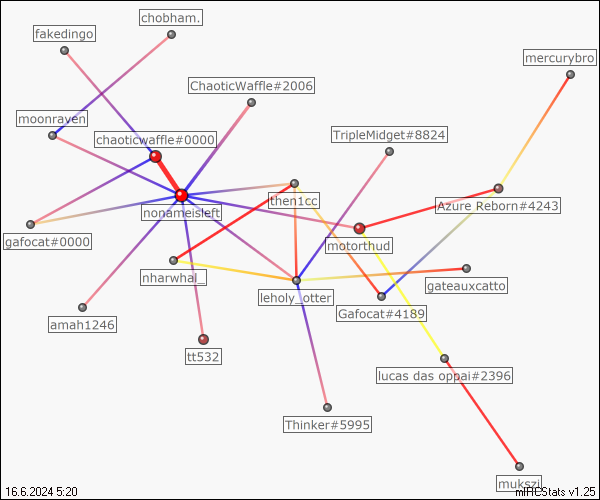 chobham.
fakedingo
mercurybro
ChaoticWaffle#2006
moonraven
TripleMidget#8824
chaoticwaffle#0000
then1cc
Azure Reborn#4243
nonameisleft
gafocat#0000
motorthud
nharwhal_
gateauxcatto
leholy_otter
Gafocat#4189
amah1246
tt532
lucas das oppai#2396
Thinker#5995
mukszi
16.6.2024 5:20
mIRCStats v1.25